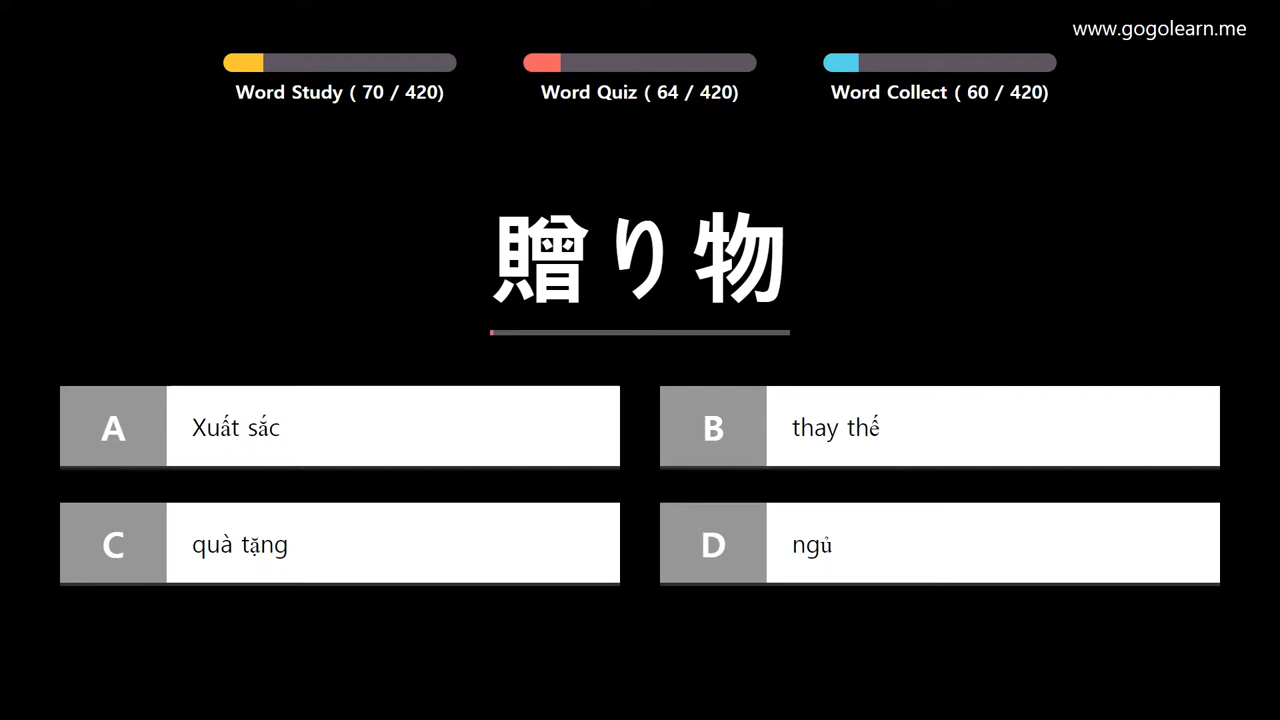 www.gogolearn.me
Word Study ( 70 / 420)
Word Quiz ( 64 / 420)
Word Collect ( 60 / 420)
贈り物
A Xuất sắc
B thay thế
C quà tặng
D ngủ